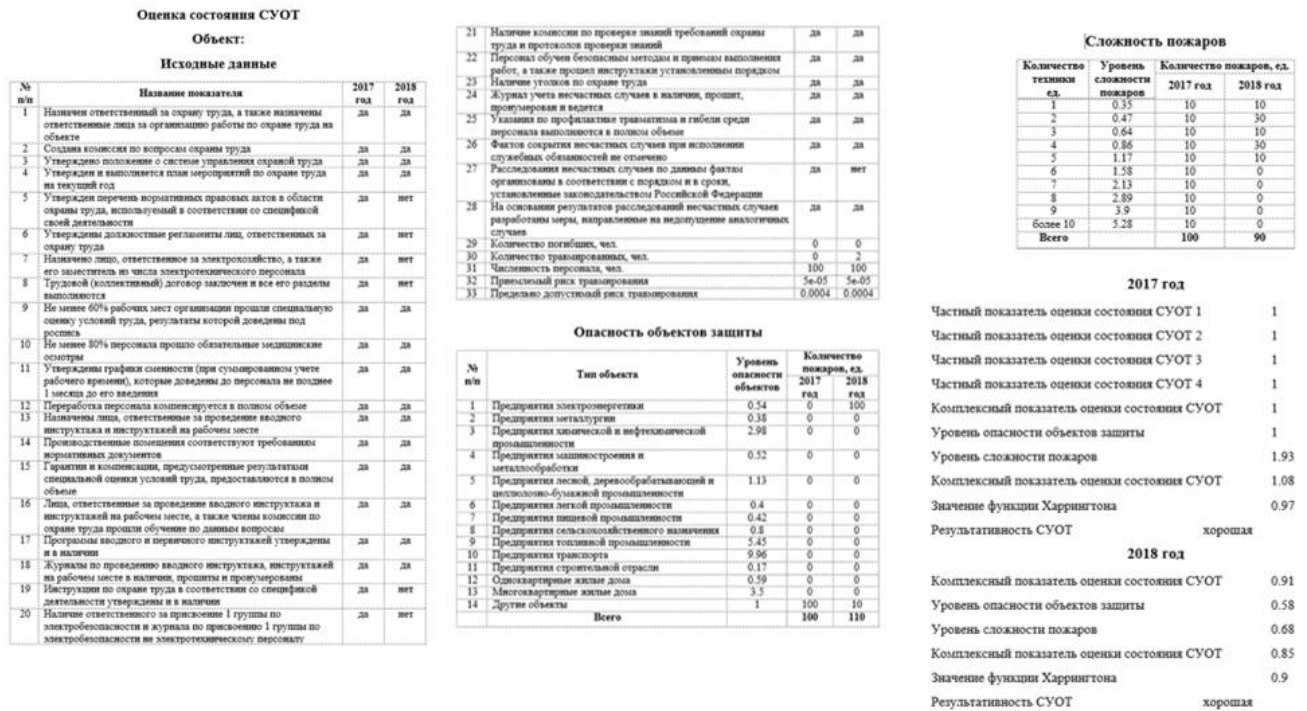 Оценка состояния СУОТ
Объект:
Исходные данные
№ п/п Название показателя 2017 год 2018 год
1 Назначен ответственный за охрану труда, а также назначены да да
ответственные лица за организацию работы по охране труда на
объекте
2 Создана комиссия по вопросам охраны труда да да
3 Утверждено положение о системе управления охраной труда да да
4 Утвержден и выполняется план мероприятий по охране труда да да
на текущий год
5 Утвержден перечень нормативных правовых актов в области да нет
охраны труда, используемый в соответствии со спецификой
своей деятельности
6 Утверждены должностные регламенты лиц, ответственных за да нет
охрану труда
7 Назначено лицо, ответственное за электрохозяйство, а также да нет
его заместитель из числа электротехнического персонала
8 Трудовой (коллективный) договор заключен и все его разделы да нет
выполняются
9 Не менее 60% рабочих мест организации прошли специальную да да
оценку условий труда, результаты которой доведены под
роспись
10 Не менее 80% персонала прошло обязательные медицинские да да
осмотры
11 Утверждены графики сменности (при суммированном учете да да
рабочего времени), которые доведены до персонала не позднее
1 месяца до его введения
12 Переработка персонала компенсируется в полном объеме да да
13 Назначены лица, ответственные за проведение вводного да да
инструктажа и инструктажей на рабочем месте
14 Производственные помещения соответствуют требованиям да да
нормативных документов
15 Гарантии и компенсации, предусмотренные результатами да да
специальной оценки условий труда, предоставляются в полном
объеме
16 Лица, ответственные за проведение вводного инструктажа и да да
инструктажей на рабочем месте, а также члены комиссии по
охране труда прошли обучение по данным вопросам
17 Программы вводного и первичного инструктажей утверждены да да
и в наличии
18 Журналы по проведению вводного инструктажа, инструктажей да да
на рабочем месте в наличии, прошиты и пронумерованы
19 Инструкции по охране труда в соответствии со спецификой да нет
деятельности утверждены и в наличии
20 Наличие ответственного за присвоение 1 группы по да нет
электробезопасности и журнала по присвоению 1 группы по
электробезопасности не электротехническому персоналу
21 Наличие комиссии по проверке знаний требований охраны да да
труда и протоколов проверки знаний
22 Персонал обучен безопасным методам и приемам выполнения да да
работ, а также прошел инструктажи установленным порядком
23 Наличие уголков по охране труда да да
24 Журнал учета несчастных случаев в наличии, прошит, да да
пронумерован и ведется
25 Указания по профилактике травматизма и гибели среди да да
персонала выполняются в полном объеме
26 Фактов сокрытия несчастных случаев при исполнении да да
служебных обязанностей не отмечено
27 Расследования несчастных случаев по данным фактам да нет
организованы в соответствии с порядком и в сроки,
установленные законодательством Российской Федерации
28 На основании результатов расследований несчастных случаев да да
разработаны меры, направленные на недопущение аналогичных
случаев
29 Количество погибших, чел. 0 0
30 Количество травмированных, чел. 0 2
31 Численность персонала, чел. 100 100
32 Приемлемый риск травмирования 5e-05 5e-05
33 Предельно допустимый риск травмирования 0.0004 0.0004
Опасность объектов защиты
№ п/п Тип объекта Уровень опасности объектов Количество пожаров, ед.
2017 год 2018 год
1 Предприятия электроэнергетики 0.54 0 100
2 Предприятия металлургии 0.38 0 0
3 Предприятия химической и нефтехимической 2.98 0 0
промышленности
4 Предприятия машиностроения и 0.52 0 0
металлообработки
5 Предприятия лесной, деревообрабатывающей и 1.13 0 0
целлюлозно-бумажной промышленности
6 Предприятия легкой промышленности 0.4 0 0
7 Предприятия пищевой промышленности 0.42 0 0
8 Предприятия сельскохозяйственного назначения 0.8 0 0
9 Предприятия топливной промышленности 5.45 0 0
10 Предприятия транспорта 9.96 0 0
11 Предприятия строительной отрасли 0.17 0 0
12 Одноквартирные жилые дома 0.59 0 0
13 Многоквартирные жилые дома 3.5 0 0
14 Другие объекты 1 100 10
Всего 100 110
Сложность пожаров
Количество техники ед. Уровень сложности пожаров Количество пожаров, ед.
2017 год 2018 год
1 0.35 10 10
2 0.47 10 30
3 0.64 10 10
4 0.86 10 30
5 1.17 10 10
6 1.58 10 0
7 2.13 10 0
8 2.89 10 0
9 3.9 10 0
более 10 5.28 10 0
Всего 100 90
2017 год
Частный показатель оценки состояния СУОТ 1 1
Частный показатель оценки состояния СУОТ 2 1
Частный показатель оценки состояния СУОТ 3 1
Частный показатель оценки состояния СУОТ 4 1
Комплексный показатель оценки состояния СУОТ 1
Уровень опасности объектов защиты 1
Уровень сложности пожаров 1.93
Комплексный показатель оценки состояния СУОТ 1.08
Значение функции Харрингтона 0.97
Результативность СУОТ хорошая
2018 год
Комплексный показатель оценки состояния СУОТ 0.91
Уровень опасности объектов защиты 0.58
Уровень сложности пожаров 0.68
Комплексный показатель оценки состояния СУОТ 0.85
Значение функции Харрингтона 0.9
Результативность СУОТ хорошая